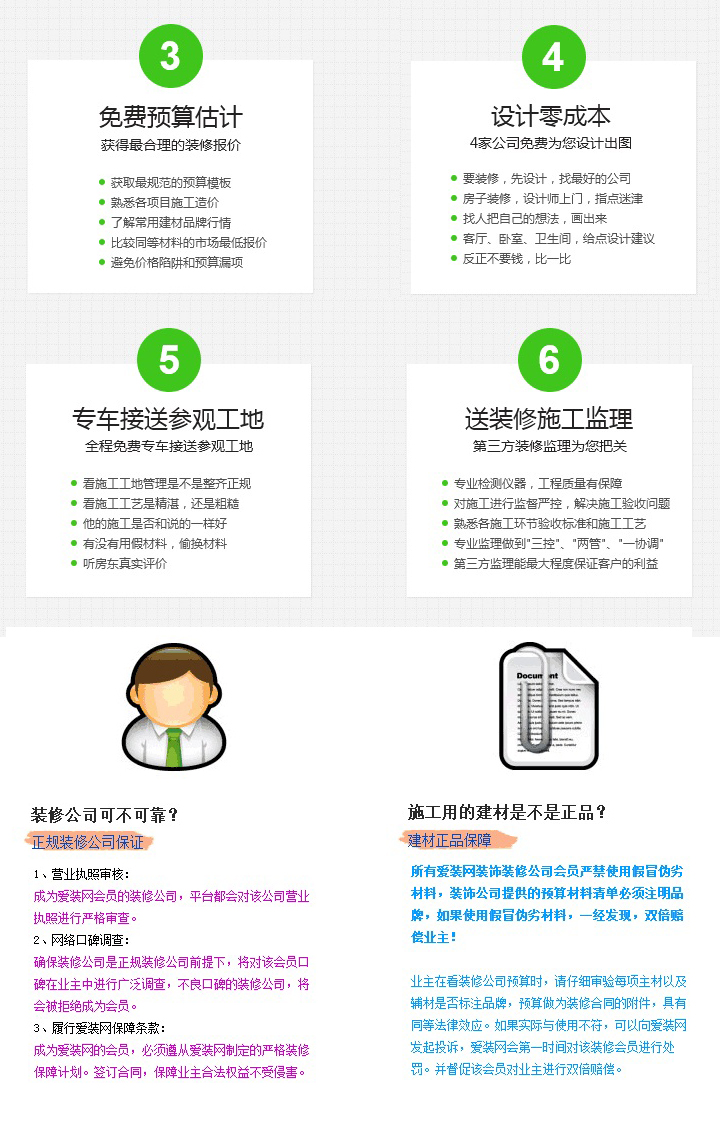 3
免费预算估计
获得最合理的装修报价
获取最规范的预算模板
熟悉各项目施工造价
了解常用建材品牌行情
比较同等材料的市场最低报价
避免价格陷阱和预算漏项
4
设计零成本
4家公司免费为您设计出图
要装修，先设计，找最好的公司
房子装修，设计师上门，指点迷津
找人把自己的想法，画出来
客厅、卧室、卫生间，给点设计建议
反正不要钱，比一比
5
专车接送参观工地
全程免费专车接送参观工地
看施工工地管理是不是整齐正规
看施工工艺是精湛，还是粗糙
他的施工是否和说的一样好
有没有用假材料，偷换材料
听房东真实评价
6
送装修施工监理
第三方装修监理为您把关
专业检测仪器，工程质量有保障
对施工进行监督严控，解决施工验收问题
熟悉各施工环节验收标准和施工工艺
专业监理做到"三控"、"两管"、"一协调"
第三方监理能最大程度保证客户的利益
装修公司可不可靠？
正规装修公司保证
1、营业执照审核：
成为爱装网会员的装修公司，平台都会对该公司营业
执照进行严格审查。
2、网络口碑调查：
确保装修公司是正规装修公司前提下，将对该会员口
碑在业主中进行广泛调查，不良口碑的装修公司，将
会被拒绝成为会员。
3、履行爱装网保障条款：
成为爱装网的会员，必须遵从爱装网制定的严格装修
保障计划。签订合同，保障业主合法权益不受侵害。
Document
施工用的建材是不是正品？
建材正品保障
所有爱装网装饰装修公司会员严禁使用假冒伪劣
材料，装饰公司提供的预算材料清单必须注明品
牌，如果使用假冒伪劣材料，一经发现，双倍赔
偿业主！
业主在看装修公司预算时，请仔细审验每项主材以及
辅材是否标注品牌，预算做为装修合同的附件，具有
同等法律效应。如果实际与使用不符，可以向爱装网
发起投诉，爱装网会第一时间对该装修会员进行处
罚。并督促该会员对业主进行双倍赔偿。